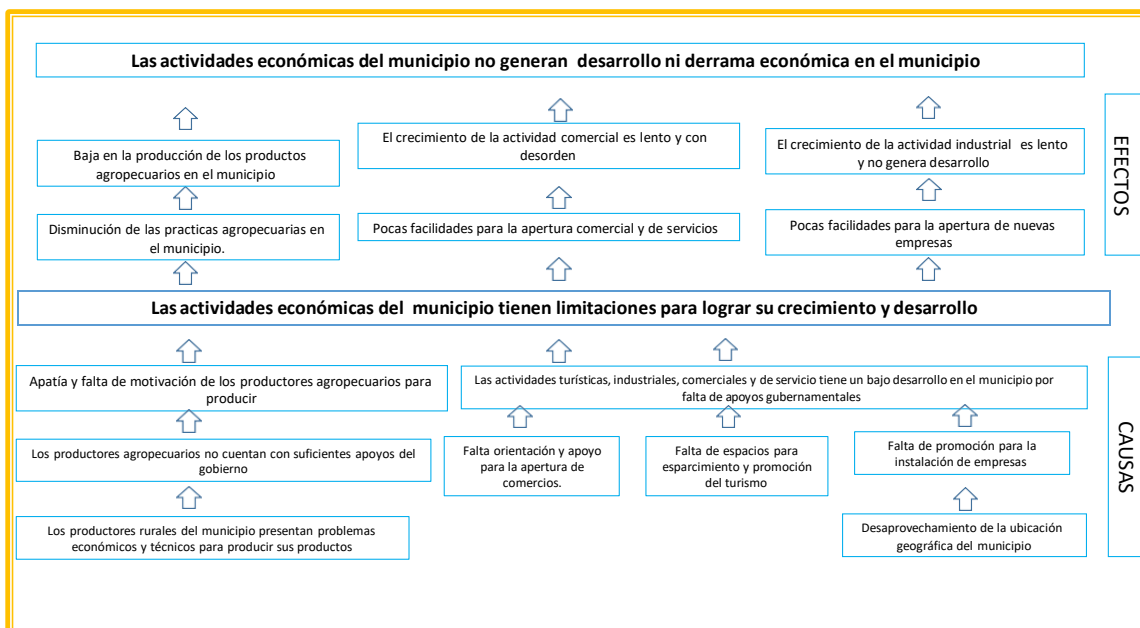 Las actividades económicas del municipio no generan desarrollo ni derrama económica en el municipio
EFECTOS
Baja en la producción de los productos
agropecuarios en el municipio
El crecimiento de la actividad comercial es lento y con
desorden
El crecimiento de la actividad industrial es lento
y no genera desarrollo
Disminución de las practicas agropecuarias en
el municipio.
Pocas facilidades para la apertura comercial y de servicios
Pocas facilidades para la apertura de nuevas
empresas
Las actividades económicas del municipio tienen limitaciones para lograr su crecimiento y desarrollo
CAUSAS
Apatía y falta de motivación de los productores agropecuarios para
producir
Las actividades turísticas, industriales, comerciales y de servicio tiene un bajo desarrollo en el municipio por
falta de apoyos gubernamentales
Los productores agropecuarios no cuentan con suficientes apoyos del
gobierno
Falta orientación y apoyo
para la apertura de
comercios.
Falta de espacios para
esparcimiento y promoción
del turismo
Falta de promoción para la
instalación de empresas
Los productores rurales del municipio presentan problemas
económicos y técnicos para producir sus productos
Desaprovechamiento de la ubicación
geográfica del municipio